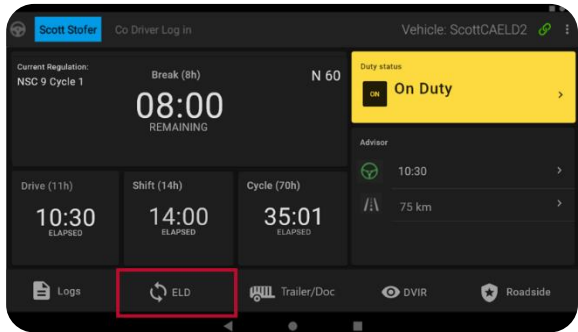 Scott Stofer
Co Driver Log in
Vehicle: ScottCAELD2
Current Regulation:
NSC 9 Cycle 1
Break (8h)
N 60
08:00
REMAINING
Duty status
ON
On Duty
Advisor
10:30
75 km
Drive (11h)
10:30
ELAPSED
Shift (14h)
14:00
ELAPSED
Cycle (70h)
35:01
ELAPSED
Logs
ELD
Trailer/Doc
DVIR
Roadside